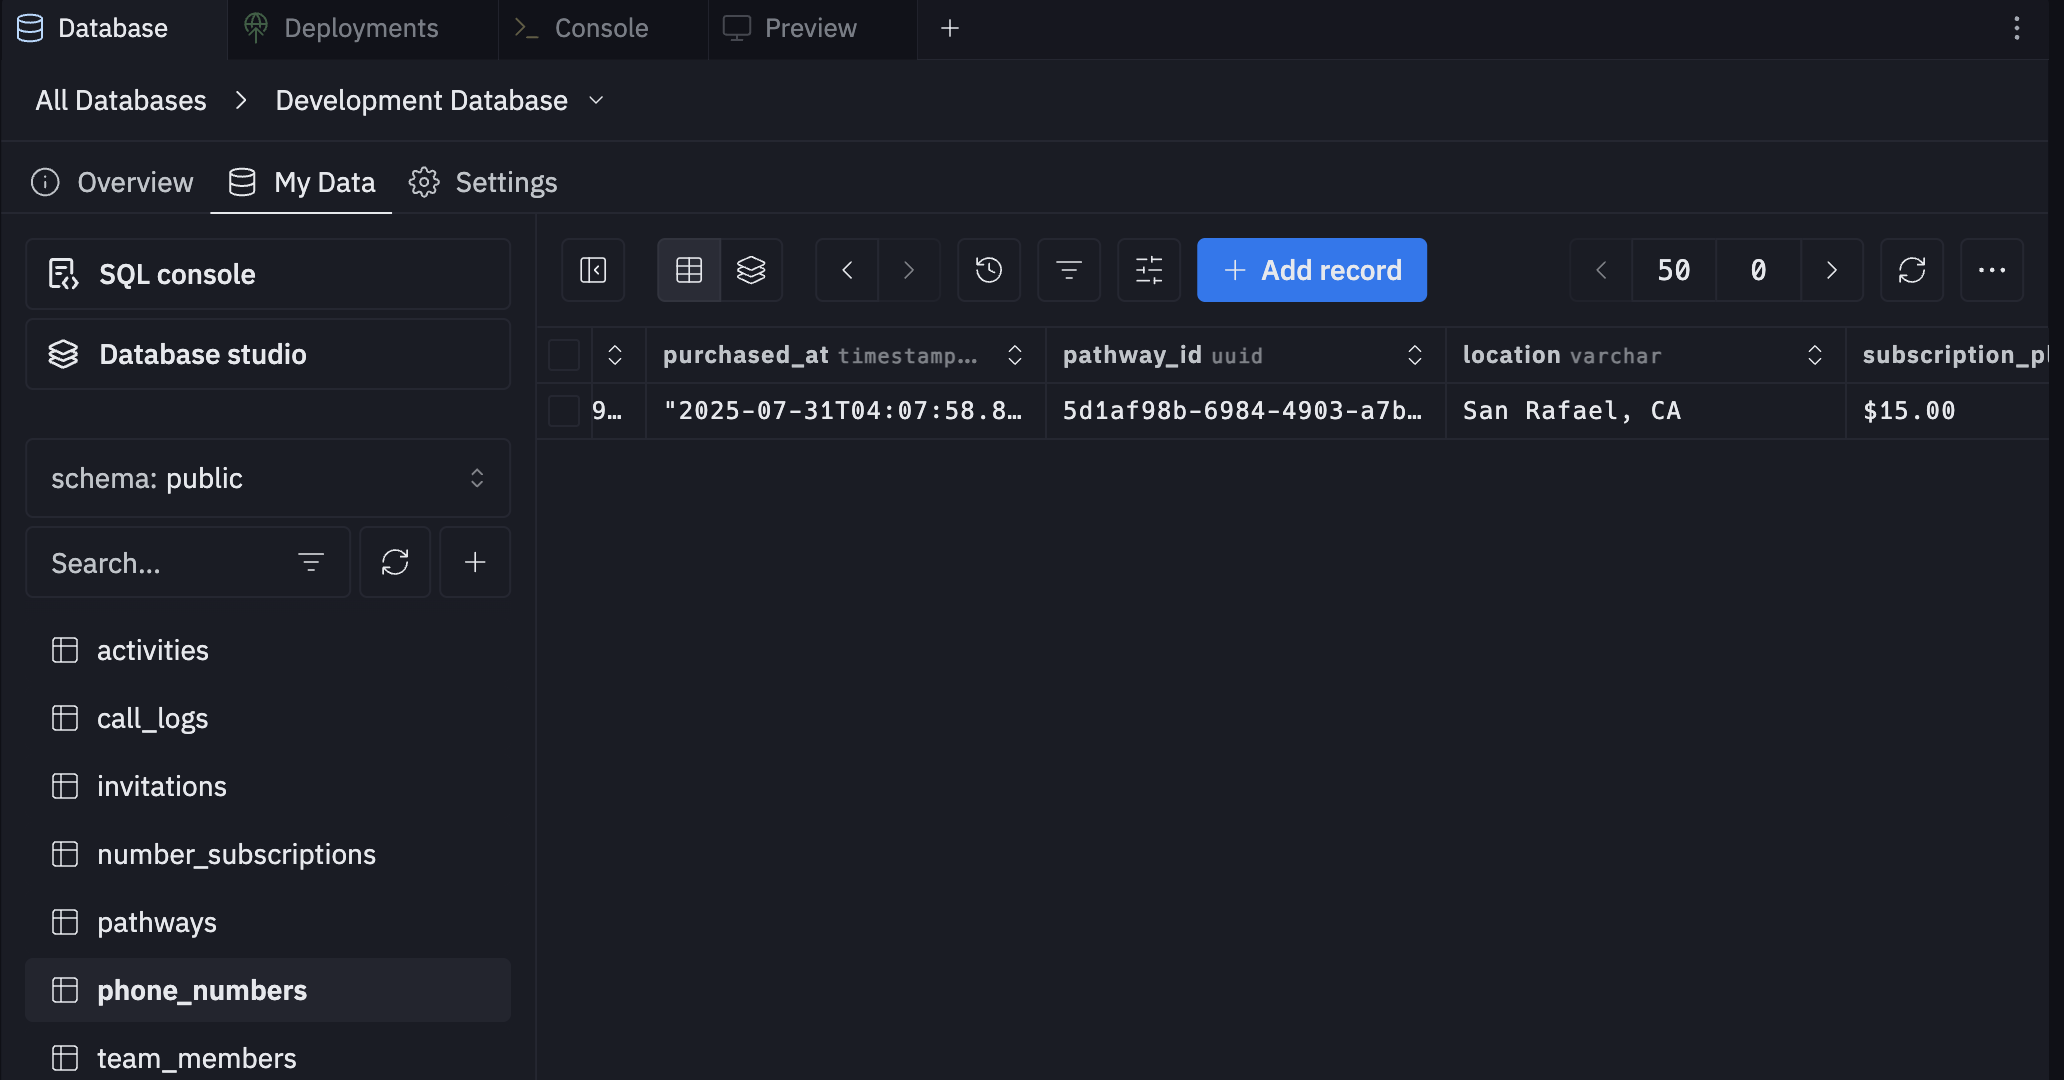 Database
Deployments
Console
Preview
All Databases
Development Database
Overview
My Data
Settings
SQL console
Database studio
schema: public
Search...
activities
call_logs
invitations
number_subscriptions
pathways
phone_numbers
team_members
Add record
50
0
purchased_at timestamp...
pathway_id uuid
location varchar
subscription_pl
9...
"2025-07-31T04:07:58.8...
5d1af98b-6984-4903-a7b...
San Rafael, CA
$15.00